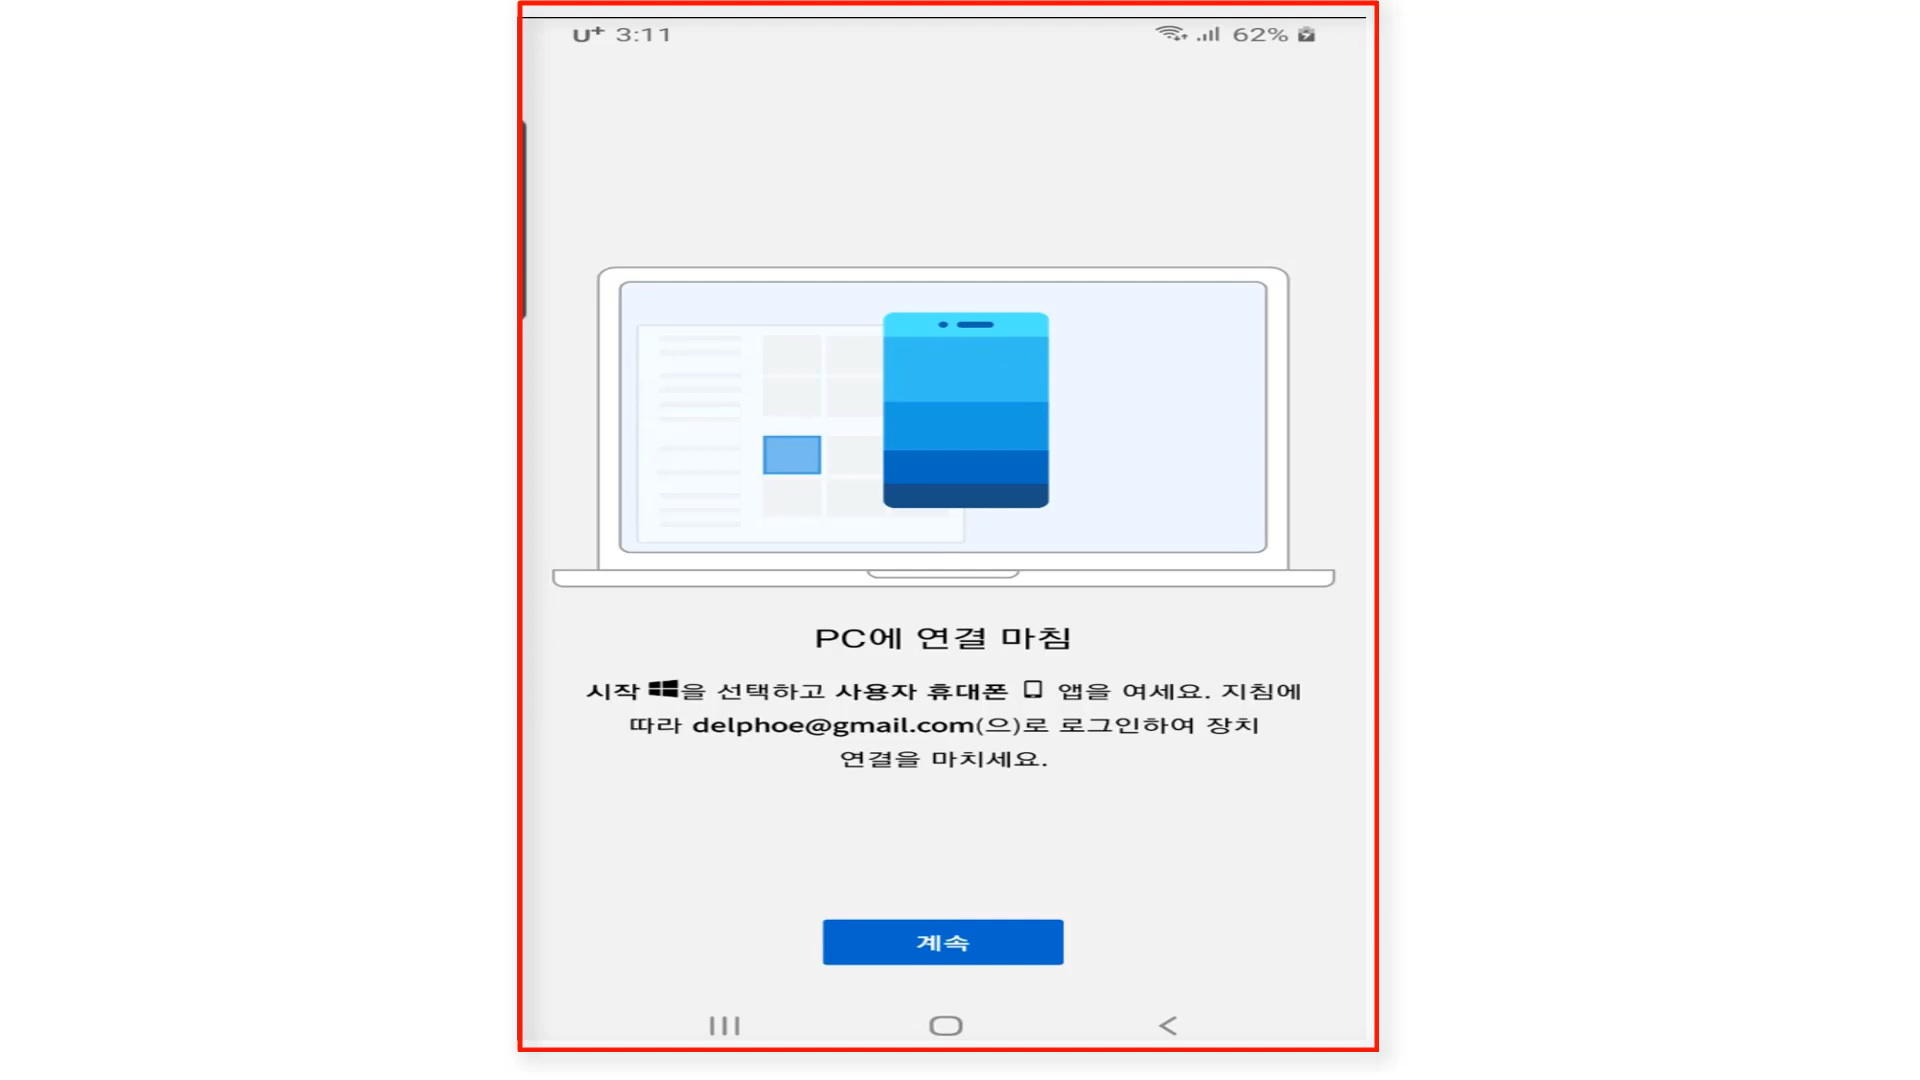 U⁺ 3:11 62%
PC에 연결 마침
시작 을 선택하고 사용자 휴대폰 앱을 여세요. 지침에
따라 delphoe@gmail.com(으)로 로그인하여 장치
연결을 마치세요.
계속